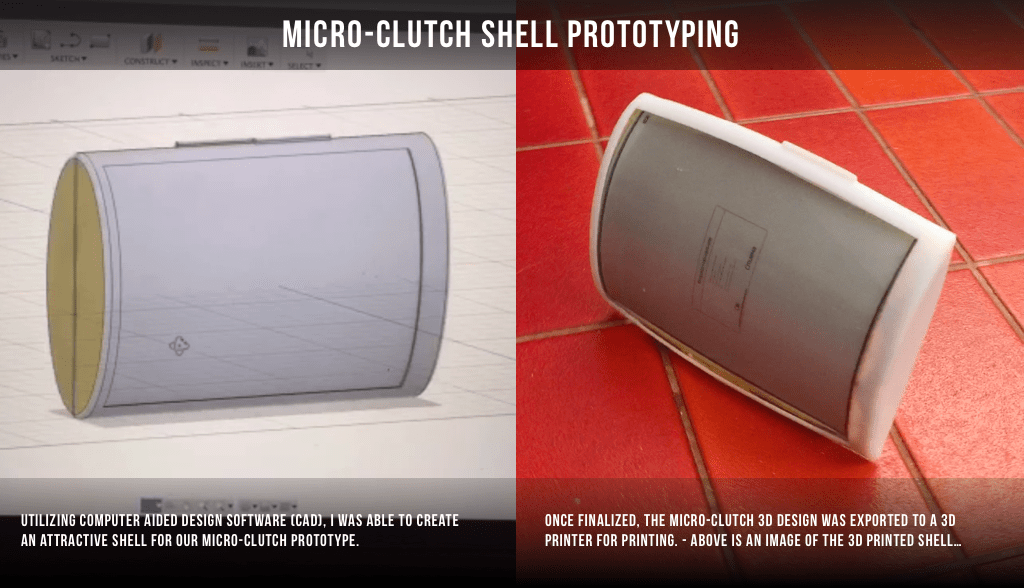 MICRO-CLUTCH SHELL PROTOTYPING
SKETCH▾ CONSTRUCT▾ INSPECT▾ INSERT▾ SELECT▾
UTILIZING COMPUTER AIDED DESIGN SOFTWARE (CAD), I WAS ABLE TO CREATE
AN ATTRACTIVE SHELL FOR OUR MICRO-CLUTCH PROTOTYPE.
ONCE FINALIZED, THE MICRO-CLUTCH 3D DESIGN WAS EXPORTED TO A 3D
PRINTER FOR PRINTING. - ABOVE IS AN IMAGE OF THE 3D PRINTED SHELL…